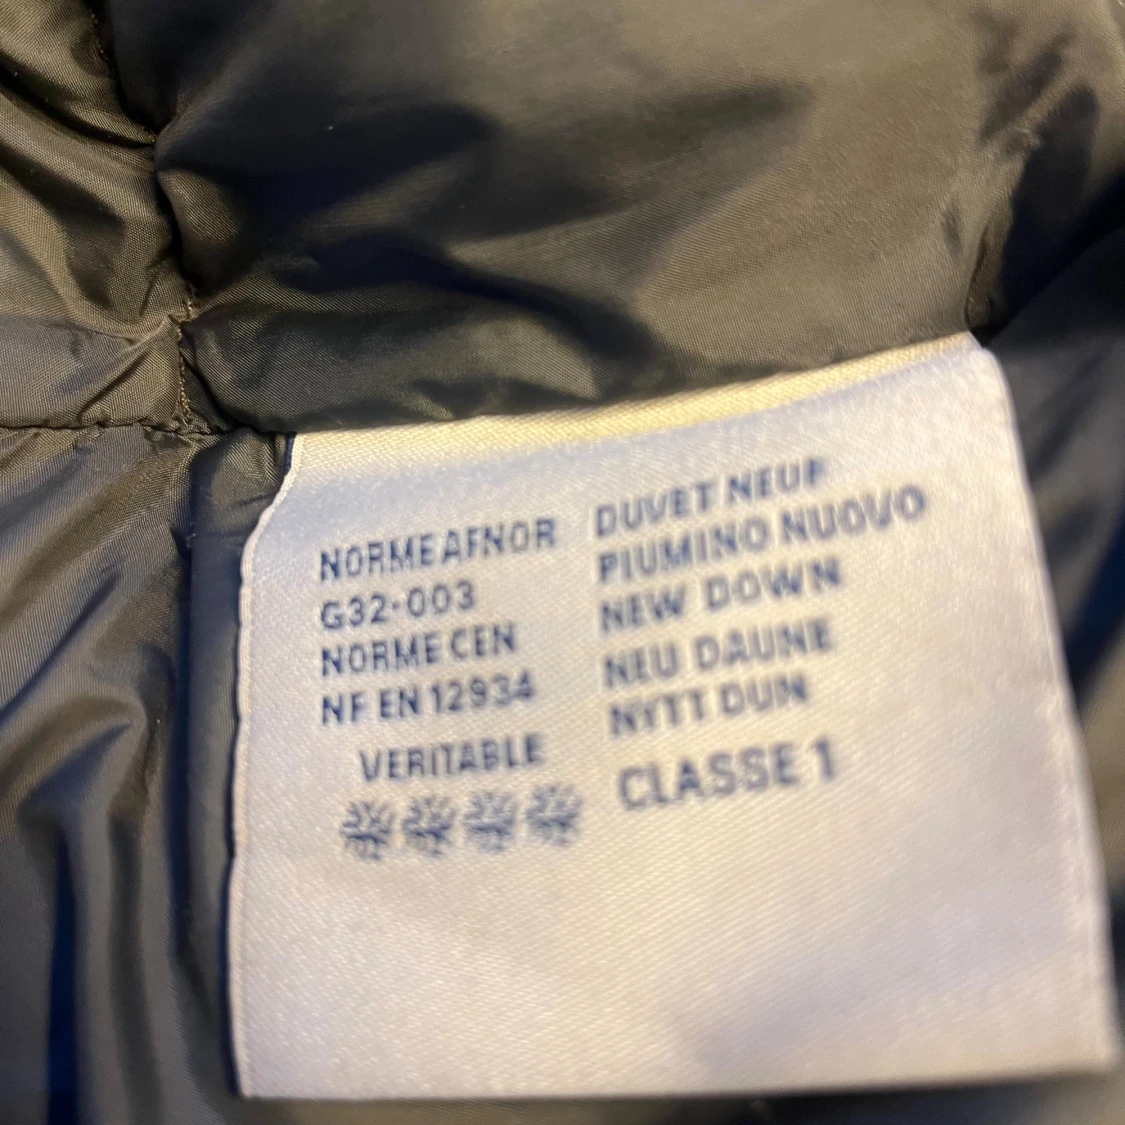 NORME AFNOR
G32-003
NORME CEN
NF EN 12934
VERITABLE
DUVET NEUF
PIUMINO NUOVO
NEW DOWN
NEU DAUNE
NYTT DUN
CLASSE 1